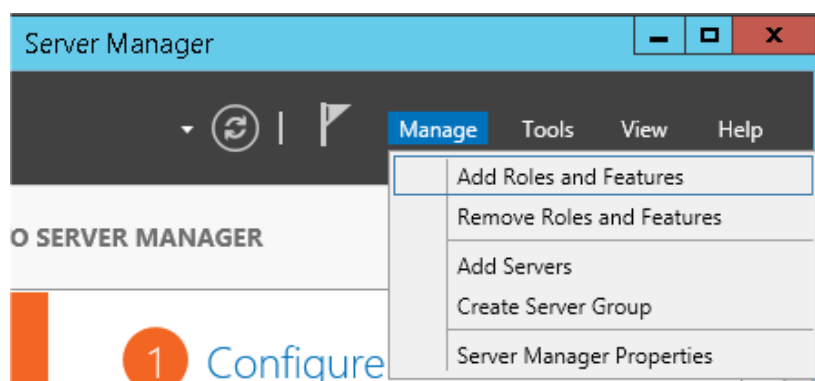 Server Manager
Manage Tools View Help
Add Roles and Features
Remove Roles and Features
O SERVER MANAGER
Add Servers
Create Server Group
1 Configure
Server Manager Properties